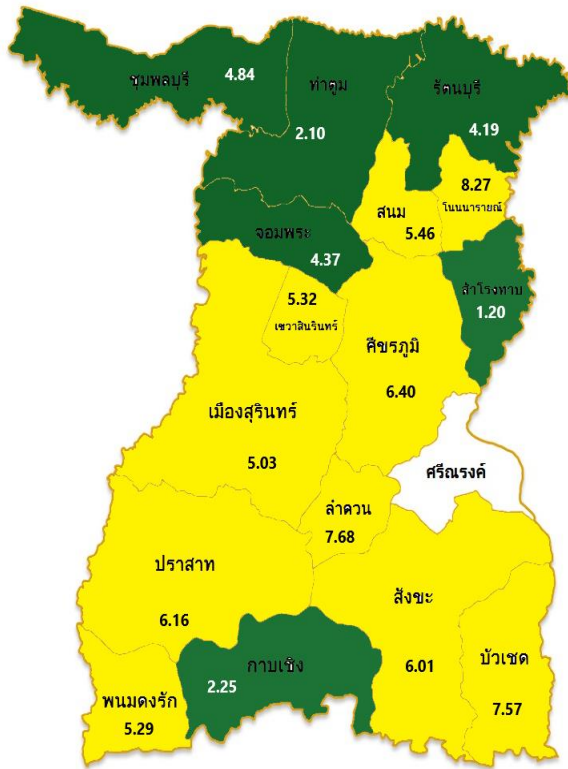 ชุมพลบุรี
4.84
ท่าตูม
2.10
รัตนบุรี
4.19
8.27
โนนนารายณ์
สนม
5.46
จอมพระ
4.37
5.32
เขวาสินรินทร์
สำโรงทาบ
1.20
ศีขรภูมิ
6.40
เมืองสุรินทร์
5.03
ศรีณรงค์
ลำดวน
7.68
ปราสาท
6.16
สังขะ
6.01
บัวเชด
7.57
กาบเชิง
2.25
พนมดงรัก
5.29